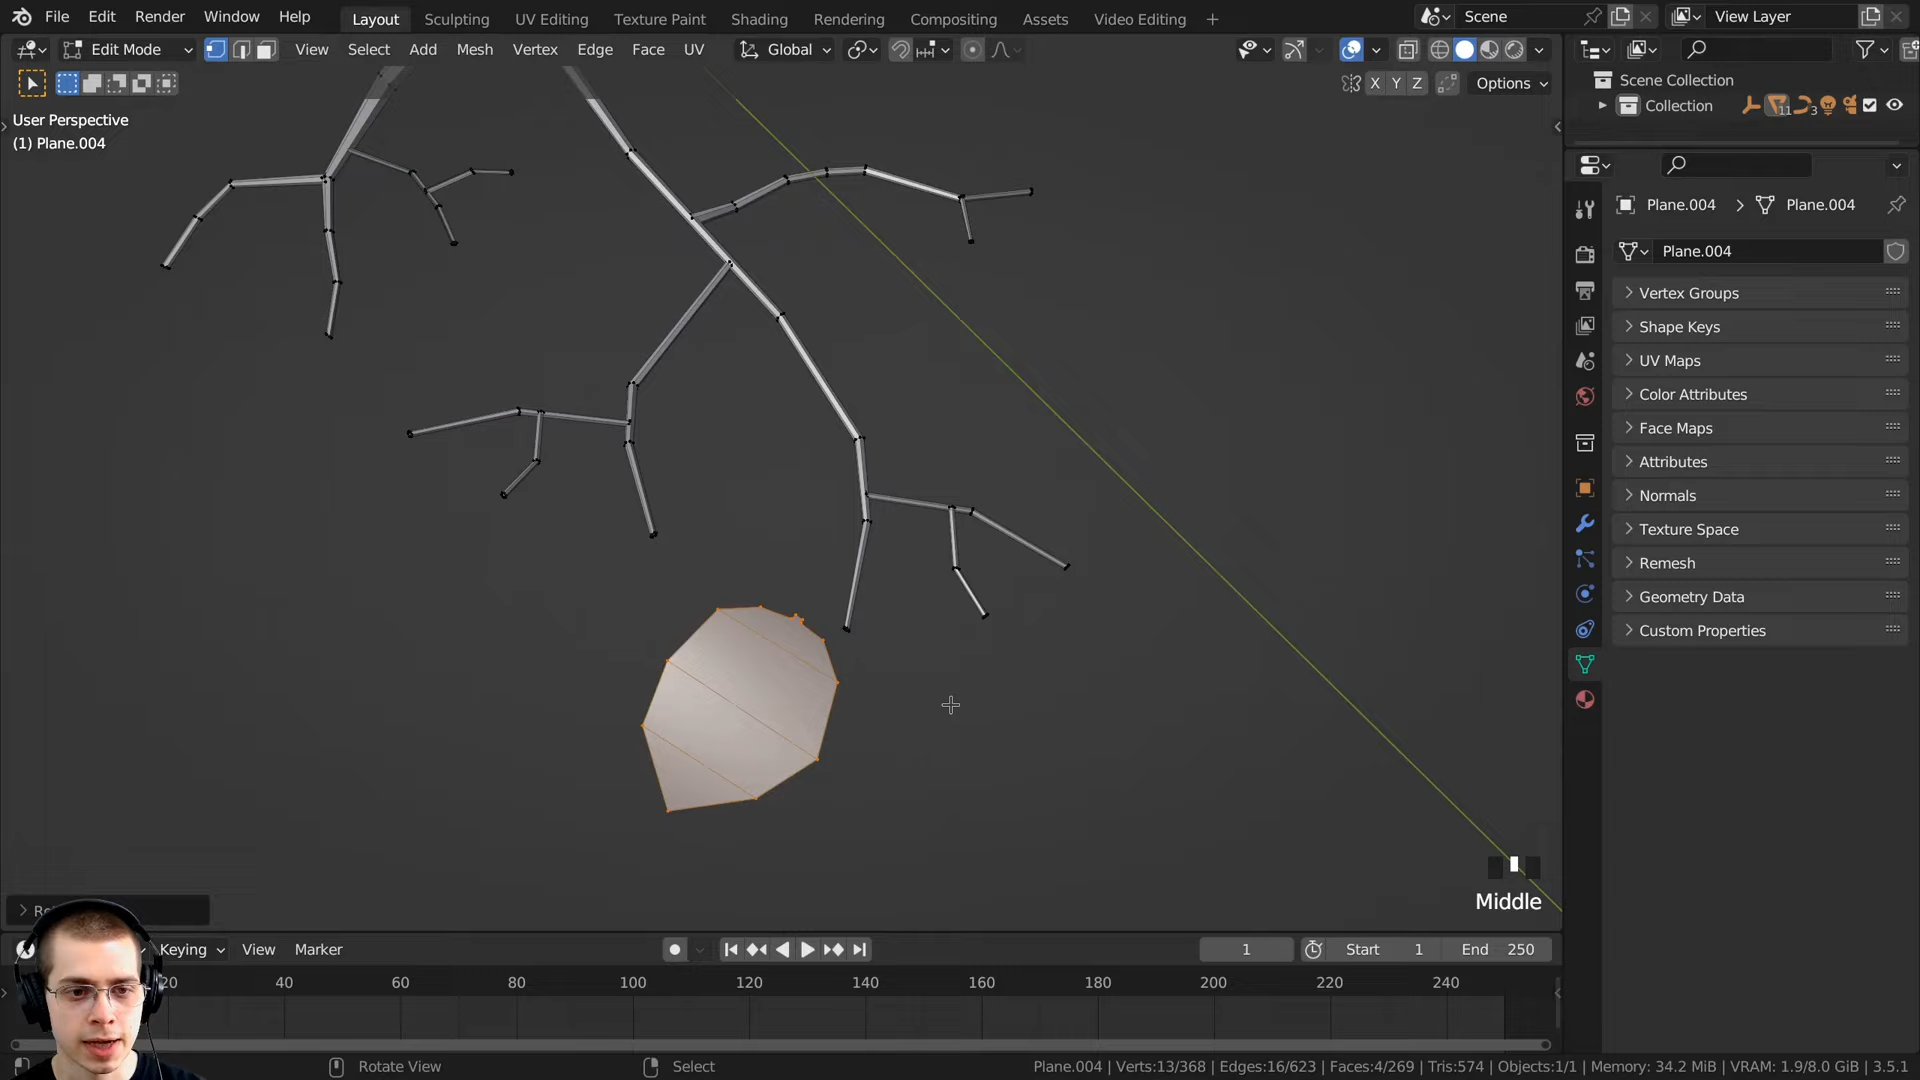 File Edit Render Window Help Layout Sculpting UV Editing Texture Paint Shading Rendering Compositing Assets Video Editing + Scene View Layer
Edit Mode View Select Add Mesh Vertex Edge Face UV Global
X Y Z Options
User Perspective
(1) Plane.004
Scene Collection
Collection 11 3
Plane.004 > Plane.004
Plane.004
Vertex Groups
Shape Keys
UV Maps
Color Attributes
Face Maps
Attributes
Normals
Texture Space
Remesh
Geometry Data
Custom Properties
Middle
Keying View Marker 1 Start 1 End 250
20 40 60 80 100 120 140 160 180 200 220 240
Rotate View Select Plane.004 | Verts:13/368 | Edges:16/623 | Faces:4/269 | Tris:574 | Objects:1/1 | Memory: 34.2 MiB | VRAM: 1.9/8.0 GiB | 3.5.1